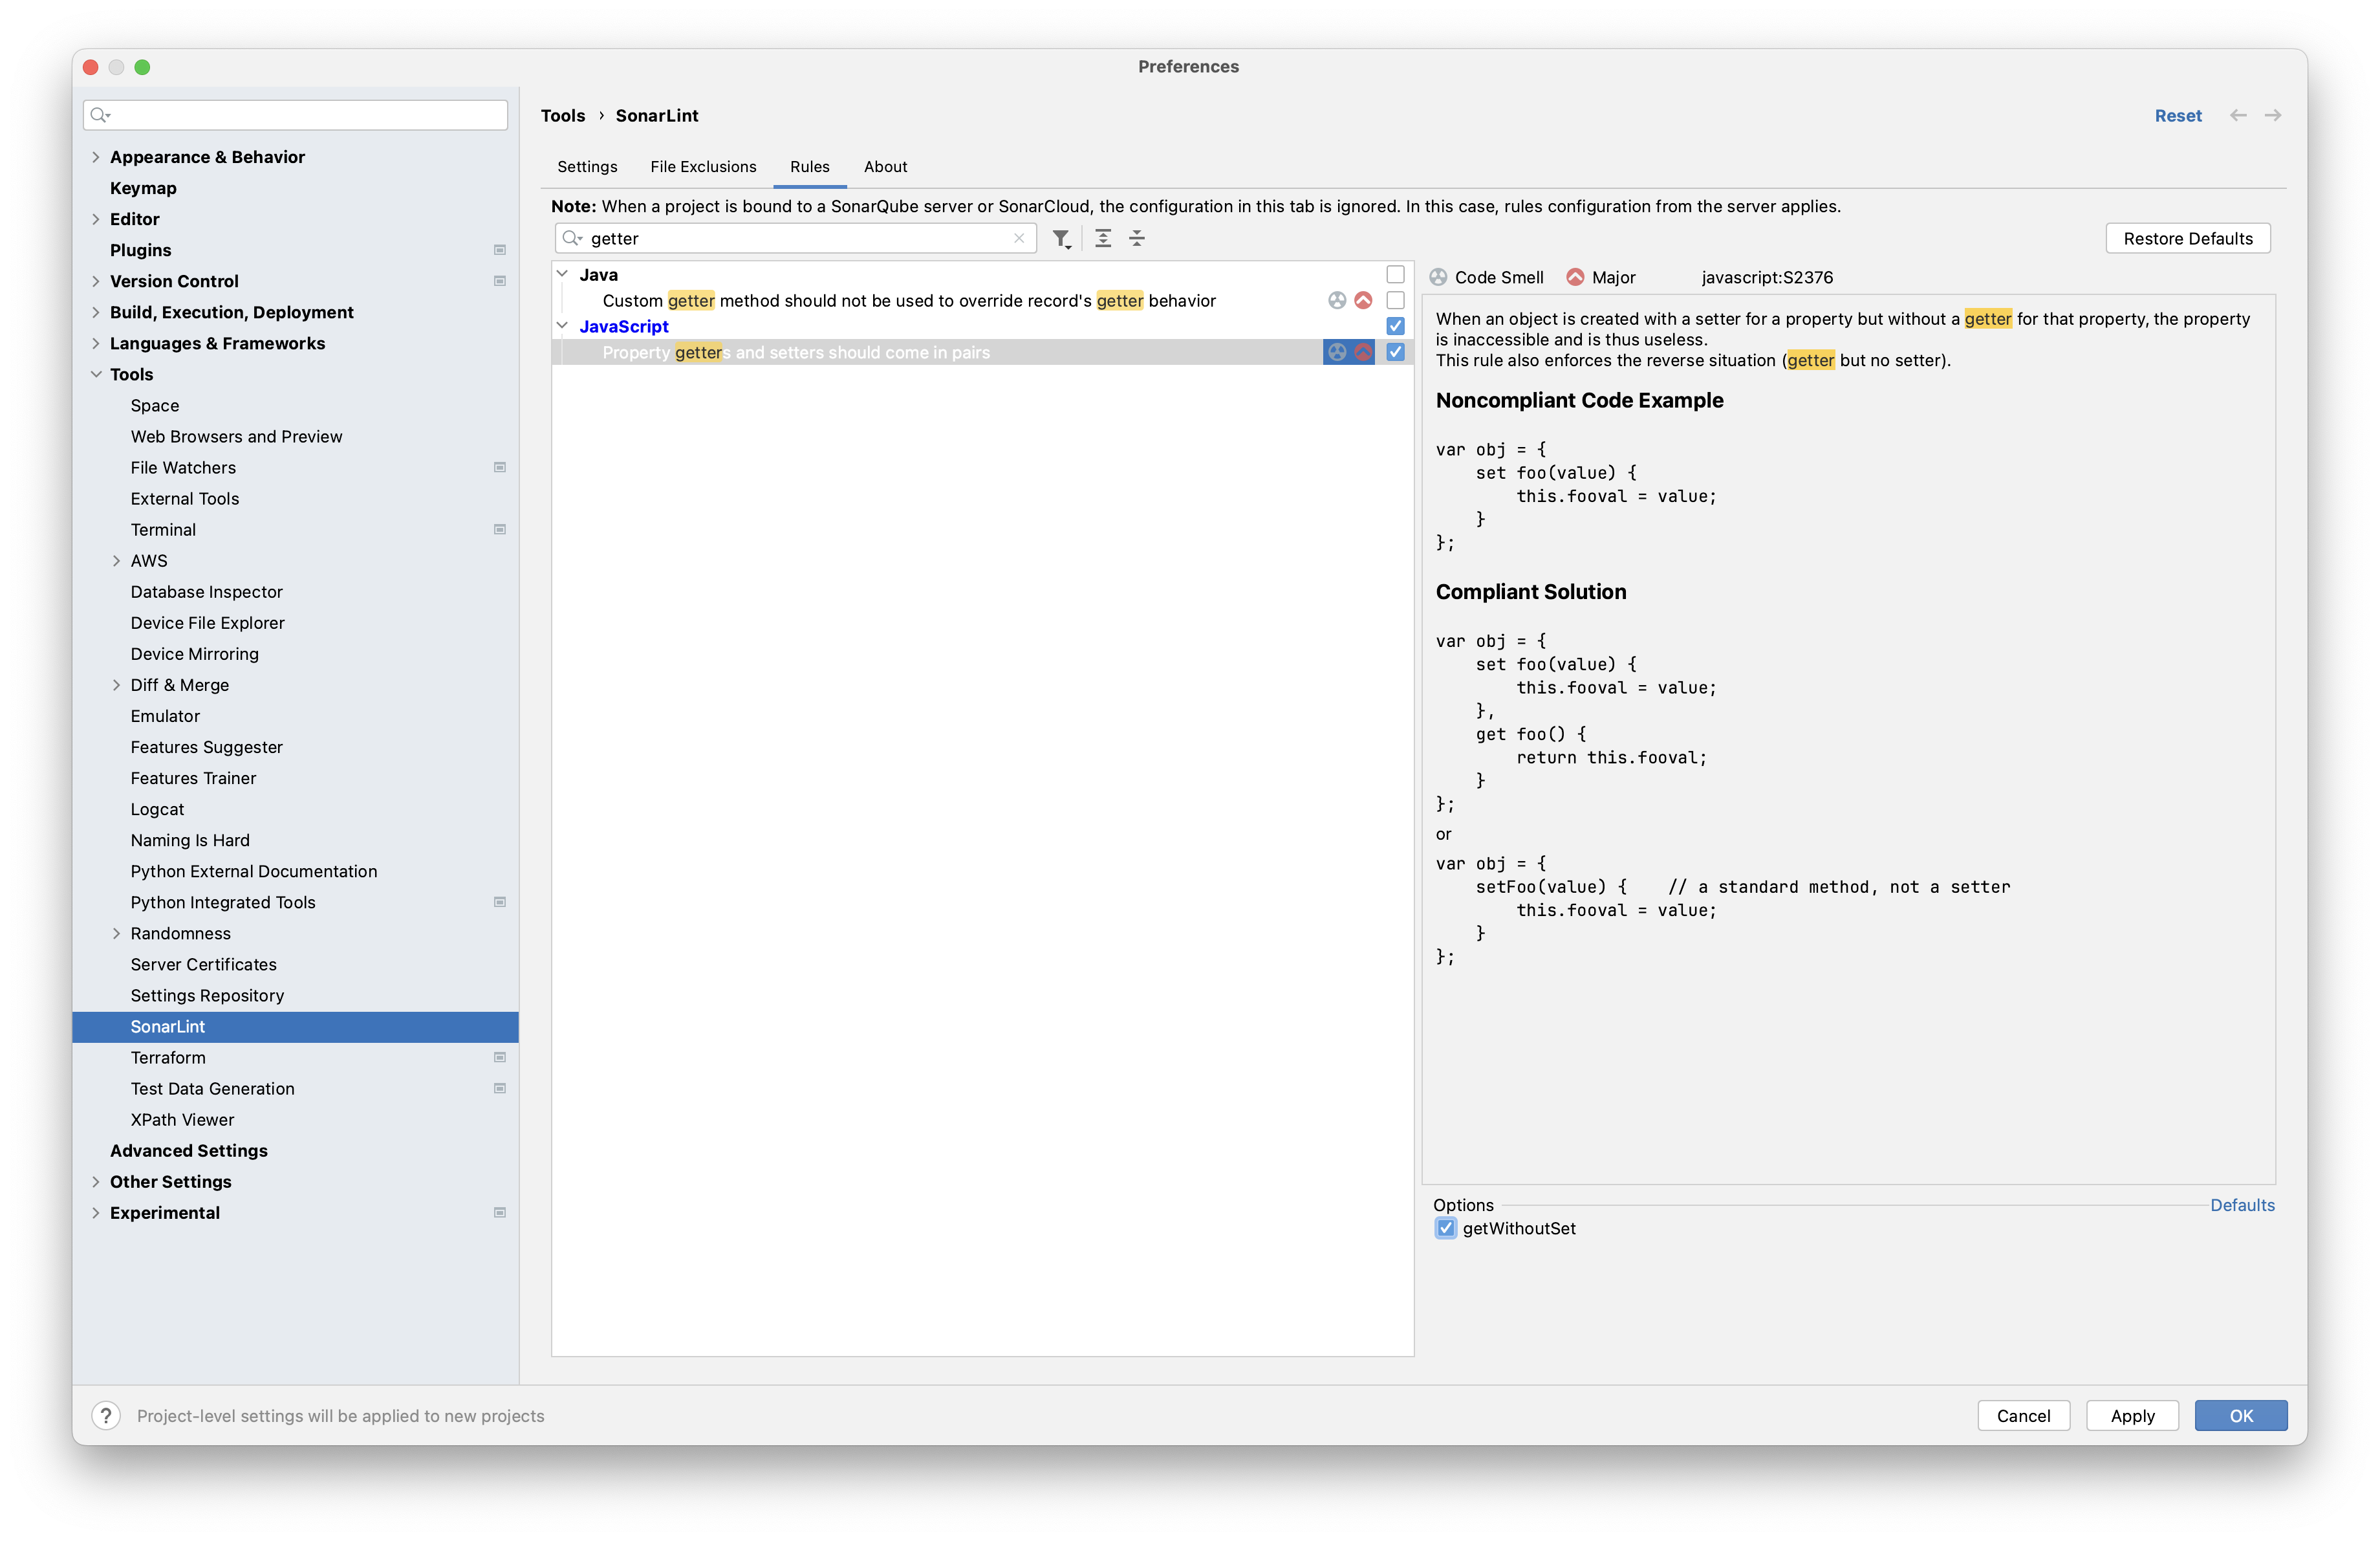 Preferences
Appearance & Behavior
Keymap
Editor
Plugins
Version Control
Build, Execution, Deployment
Languages & Frameworks
Tools
Space
Web Browsers and Preview
File Watchers
External Tools
Terminal
AWS
Database Inspector
Device File Explorer
Device Mirroring
Diff & Merge
Emulator
Features Suggester
Features Trainer
Logcat
Naming Is Hard
Python External Documentation
Python Integrated Tools
Randomness
Server Certificates
Settings Repository
SonarLint
Terraform
Test Data Generation
XPath Viewer
Advanced Settings
Other Settings
Experimental
Tools › SonarLint
Reset
Settings File Exclusions Rules About
Note: When a project is bound to a SonarQube server or SonarCloud, the configuration in this tab is ignored. In this case, rules configuration from the server applies.
getter
Restore Defaults
Java
Custom getter method should not be used to override record's getter behavior
JavaScript
Property getters and setters should come in pairs
Code Smell Major javascript:S2376
When an object is created with a setter for a property but without a getter for that property, the property
is inaccessible and is thus useless.
This rule also enforces the reverse situation (getter but no setter).
Noncompliant Code Example
var obj = {
    set foo(value) {
        this.fooval = value;
    }
};
Compliant Solution
var obj = {
    set foo(value) {
        this.fooval = value;
    },
    get foo() {
        return this.fooval;
    }
};
or
var obj = {
    setFoo(value) {    // a standard method, not a setter
        this.fooval = value;
    }
};
Options
Defaults
getWithoutSet
? Project-level settings will be applied to new projects
Cancel Apply OK